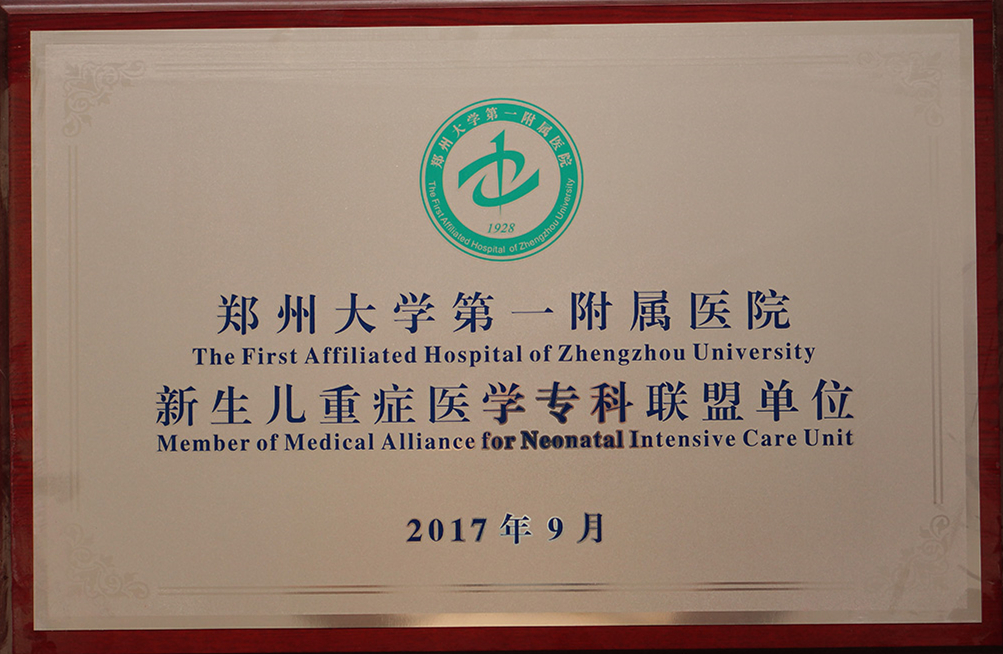 郑州大学第一附属医院
1928
The First Affiliated Hospital of Zhengzhou University
郑州大学第一附属医院
The First Affiliated Hospital of Zhengzhou University
新生儿重症医学专科联盟单位
Member of Medical Alliance for Neonatal Intensive Care Unit
2017年9月